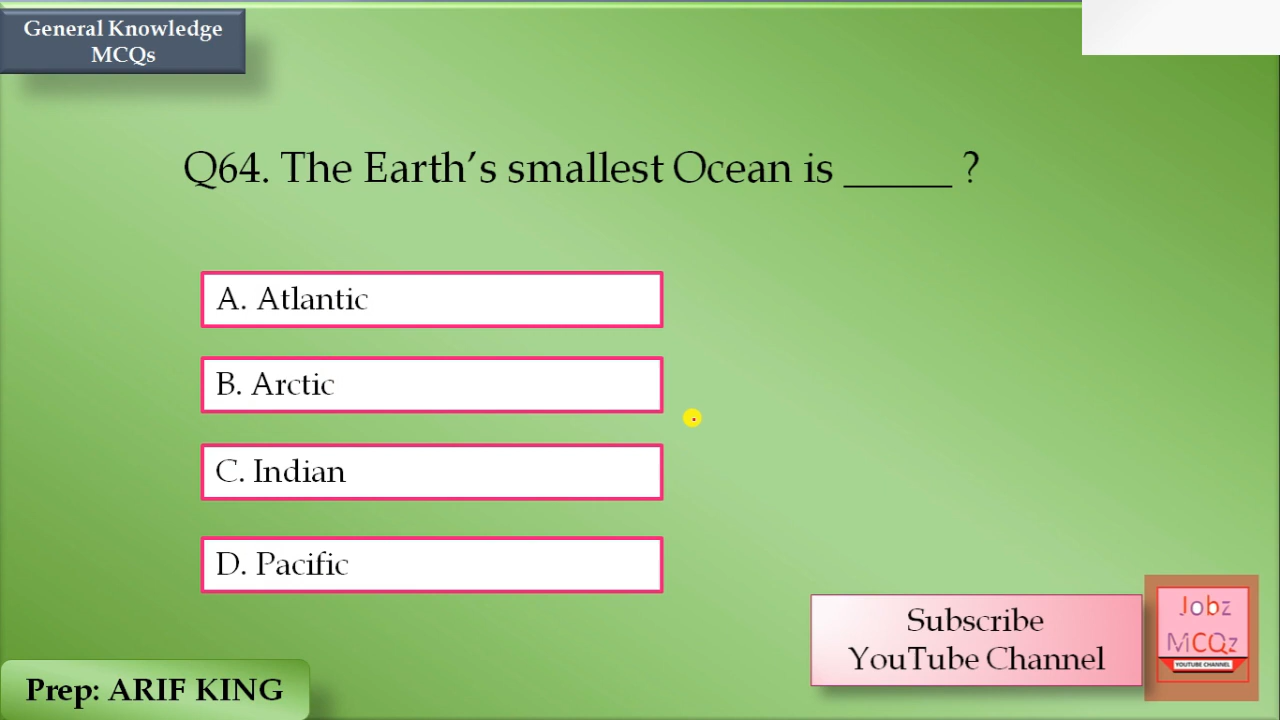 General Knowledge
MCQs
Q64. The Earth’s smallest Ocean is _____ ?
A. Atlantic
B. Arctic
C. Indian
D. Pacific
Subscribe
YouTube Channel
Jobz
MCQz
YOUTUBE CHANNEL
Prep: ARIF KING